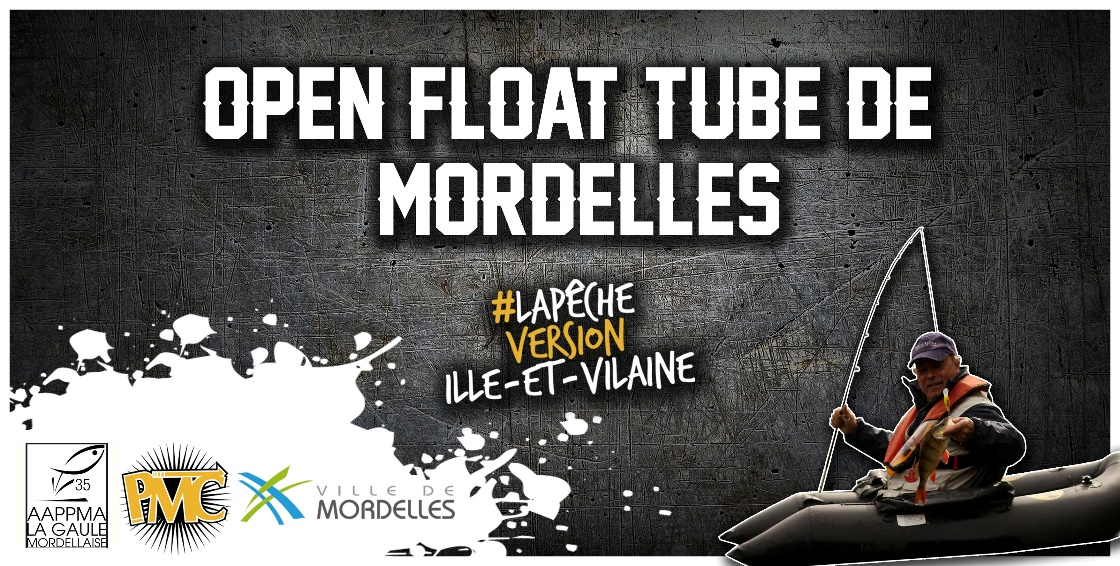 OPEN FLOAT TUBE DE
MORDELLES
#LAPÊCHE
VERSION
ILLE-ET-VILAINE
35
AAPPMA
LA GAULE
MORDELLAISE
PMC
VILLE DE
MORDELLES